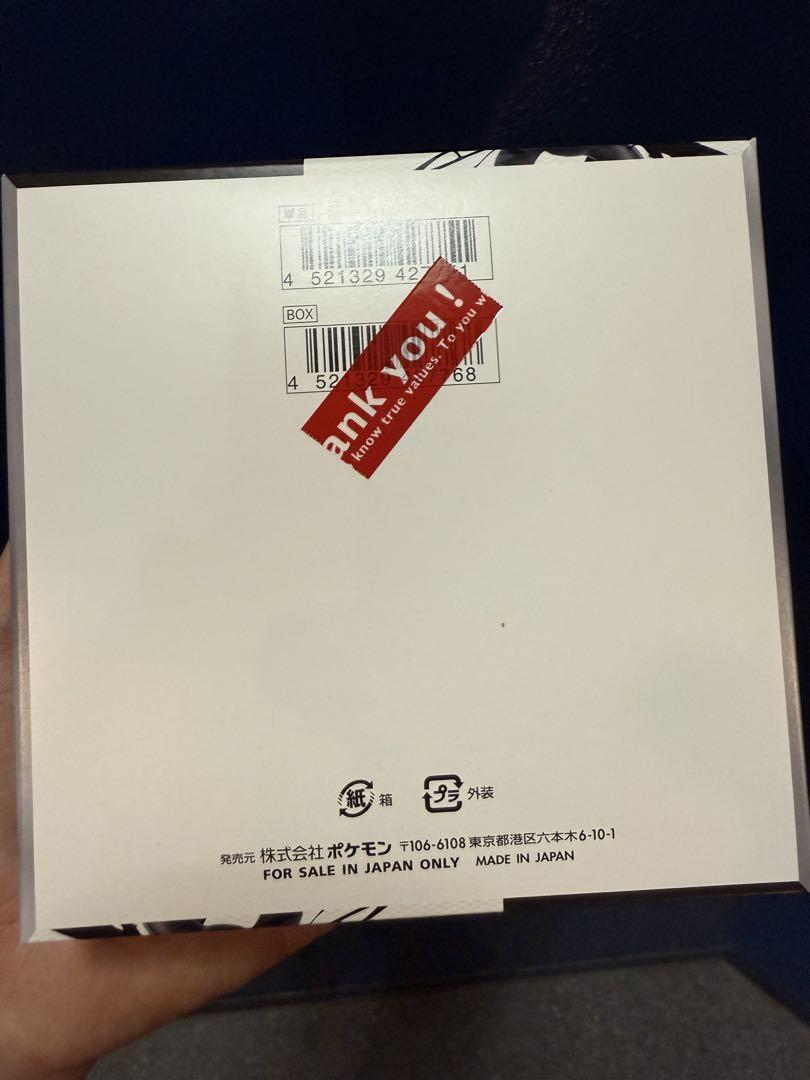 4 521329 42
BOX
4 521329 768
ank you!
know true values. To you w
紙 箱
プラ 外装
発売元 株式会社 ポケモン 〒106-6108 東京都港区六本木6-10-1
FOR SALE IN JAPAN ONLY MADE IN JAPAN